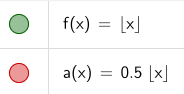 f(x) = ⌊x⌋
a(x) = 0.5 ⌊x⌋